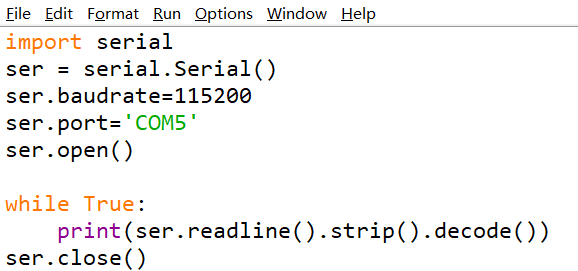 File Edit Format Run Options Window Help
import serial
ser = serial.Serial()
ser.baudrate=115200
ser.port='COM5'
ser.open()
while True:
    print(ser.readline().strip().decode())
ser.close()